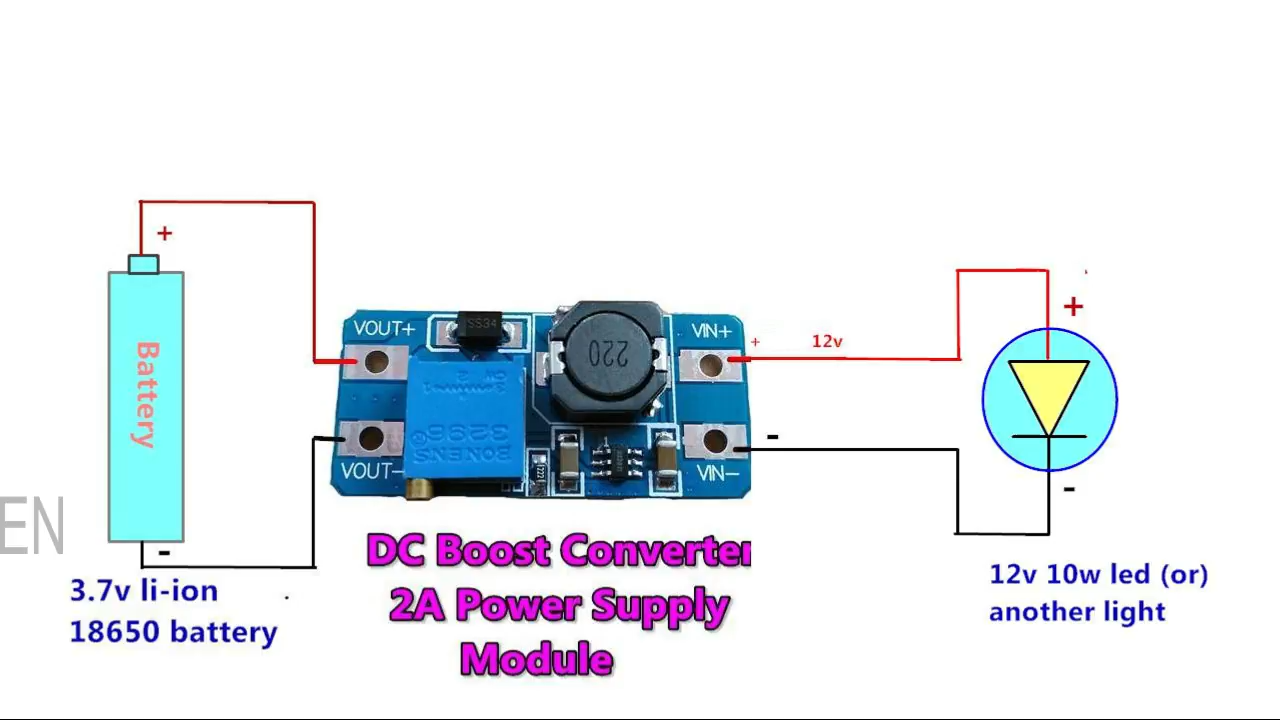 +
VOUT+
SS34
VIN+
+
12v
+
220
Battery
3296
BONENS
VOUT-
VIN-
-
-
EN
-
DC Boost Converter
2A Power Supply
Module
3.7v li-ion
18650 battery
12v 10w led (or)
another light